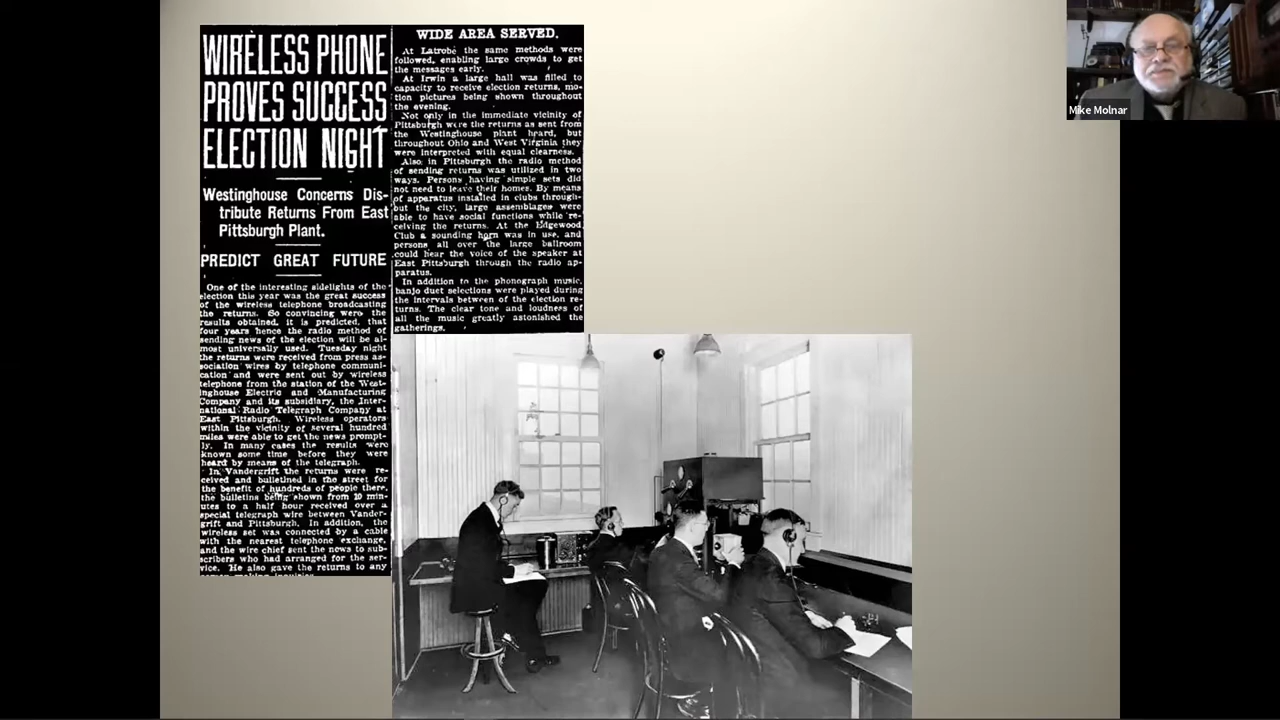 WIRELESS PHONE
PROVES SUCCESS
ELECTION NIGHT
Westinghouse Concerns Dis-
tribute Returns From East
Pittsburgh Plant.
PREDICT GREAT FUTURE
One of the interesting sidelights of the
election this year was the great success
of the wireless telephone broadcasting
the returns. So convincing were the
results obtained, it is predicted, that
four years hence the radio method of
sending news of the election will be al-
most universally used. Tuesday night
the returns were received from press as-
sociation wires by telephone communi-
cation and were sent out by wireless
telephone from the station of the West-
inghouse Electric and Manufacturing
Company and its subsidiary, the Inter-
national Radio Telegraph Company at
East Pittsburgh. Wireless operators
within the vicinity of several hundred
miles were able to get the news prompt-
ly. In many cases the results were
known some time before they were
heard by means of the telegraph.
In Vandergrift the returns were re-
ceived and bulletined in the street for
the benefit of hundreds of people there,
the bulletins being shown from 20 min-
utes to a half hour received over a
special telegraph wire between Vander-
grift and Pittsburgh. In addition, the
wireless set was connected by a cable
with the nearest telephone exchange,
and the wire chief sent the news to sub-
scribers who had arranged for the ser-
vice. He also gave the returns to any
WIDE AREA SERVED.
At Latrobe the same methods were
followed, enabling large crowds to get
the messages early.
At Irwin a large hall was filled to
capacity to receive election returns, mo-
tion pictures being shown throughout
the evening.
Not only in the immediate vicinity of
Pittsburgh were the returns as sent from
the Westinghouse plant heard, but
throughout Ohio and West Virginia they
were interpreted with equal clearness.
Also in Pittsburgh the radio method
of sending returns was utilized in two
ways. Persons having simple sets did
not need to leave their homes. By means
of apparatus installed in clubs through-
out the city, large assemblages were
able to have social functions while re-
ceiving the returns. At the Edgewood
Club a sounding horn was in use, and
persons all over the large ballroom
could hear the voice of the speaker at
East Pittsburgh through the radio ap-
paratus.
In addition to the phonograph music,
banjo duet selections were played during
the intervals between of the election re-
turns. The clear tone and loudness of
all the music greatly astonished the
gatherings.
Mike Molnar